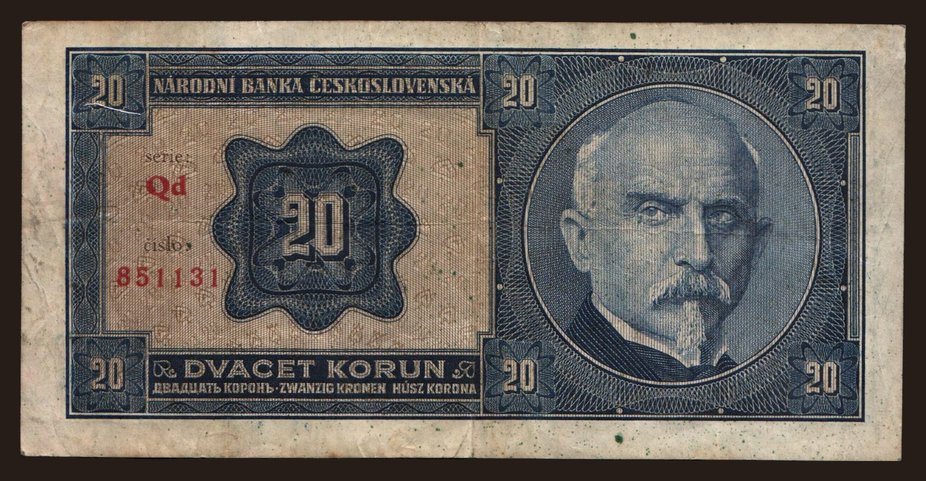 20 NÁRODNÍ BANKA ČESKOSLOVENSKÁ 20 20
serie:
Qd
20
číslo:
851131
20 DVACET KORUN 20 20
ДВАДЦАТЬ КОРОНЬ·ZWANZIG KRONEN HÚSZ KORONA